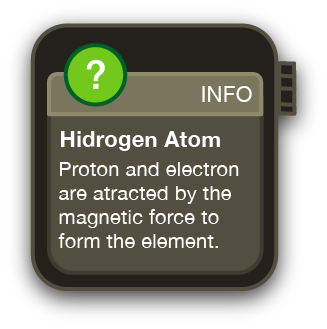 ?
INFO
Hidrogen Atom
Proton and electron
are atracted by the
magnetic force to
form the element.